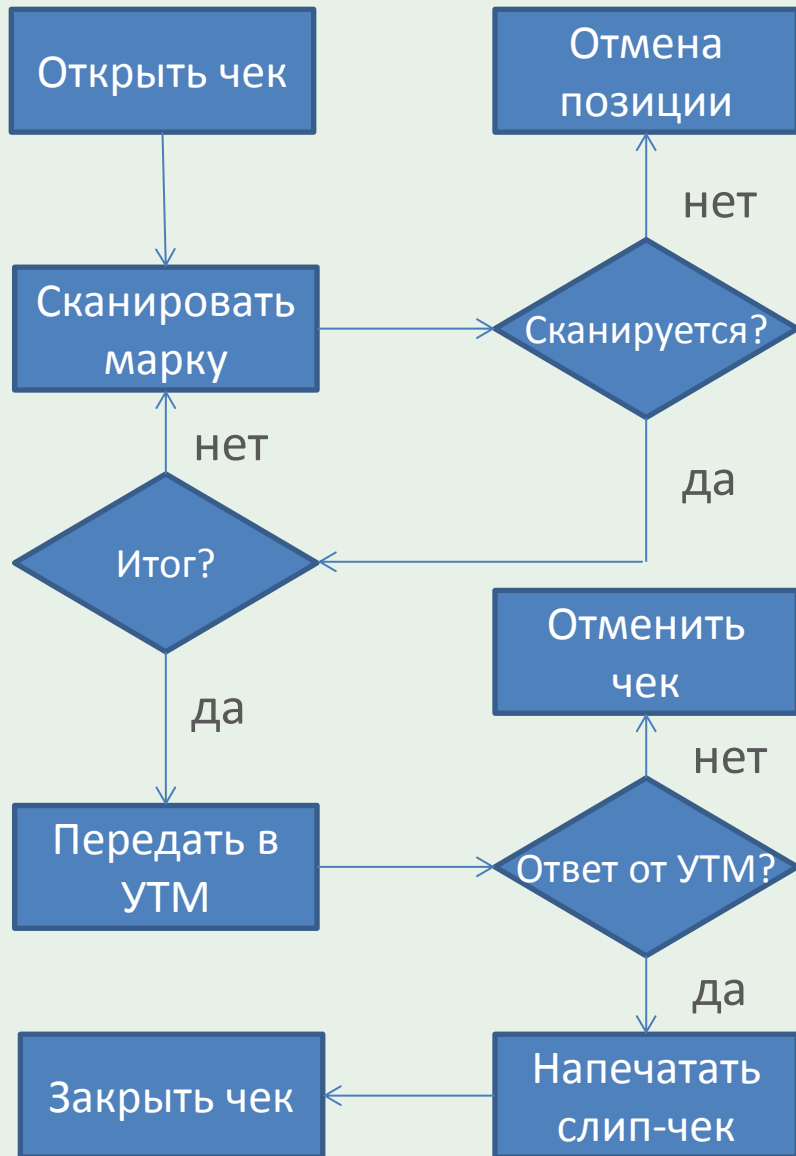 Открыть чек
Отмена
позиции
нет
Сканировать
марку
Сканируется?
нет
да
Итог?
Отменить
чек
да
нет
Передать в
УТМ
Ответ от УТМ?
да
Закрыть чек
Напечатать
слип-чек